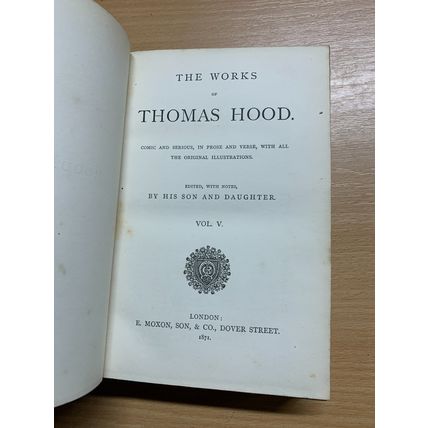 THE WORKS
OF
THOMAS HOOD.
COMIC AND SERIOUS, IN PROSE AND VERSE, WITH ALL
THE ORIGINAL ILLUSTRATIONS.
EDITED, WITH NOTES,
BY HIS SON AND DAUGHTER.
VOL. V.
LONDON:
E. MOXON, SON, & CO., DOVER STREET.
1871.